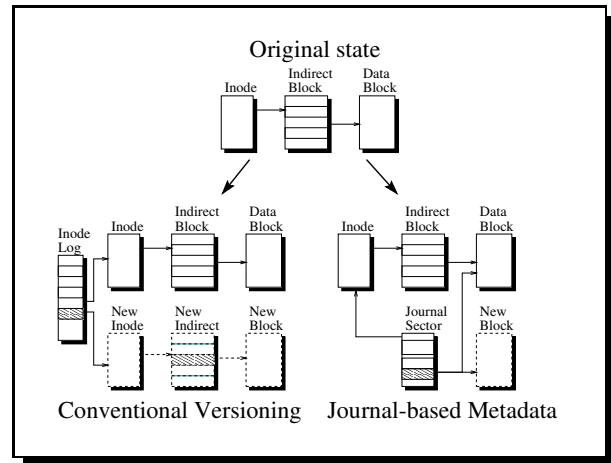 Original state
Inode
Indirect
Block
Data
Block
Inode
Log
Inode
Indirect
Block
Data
Block
New
Inode
New
Indirect
New
Block
Conventional Versioning
Inode
Indirect
Block
Data
Block
Journal
Sector
New
Block
Journal-based Metadata